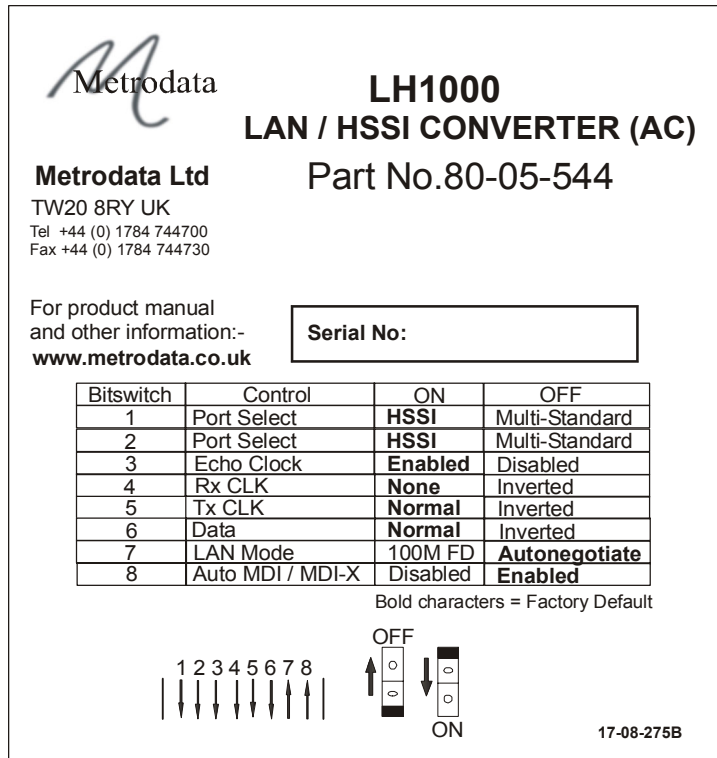 Metrodata
LH1000
LAN / HSSI CONVERTER (AC)
Metrodata Ltd
Part No.80-05-544
TW20 8RY UK
Tel +44 (0) 1784 744700
Fax +44 (0) 1784 744730
For product manual
and other information:-
www.metrodata.co.uk
Serial No:
Bitswitch Control ON OFF
1 Port Select HSSI Multi-Standard
2 Port Select HSSI Multi-Standard
3 Echo Clock Enabled Disabled
4 Rx CLK None Inverted
5 Tx CLK Normal Inverted
6 Data Normal Inverted
7 LAN Mode 100M FD Autonegotiate
8 Auto MDI / MDI-X Disabled Enabled
Bold characters = Factory Default
OFF
1 2 3 4 5 6 7 8
ON
17-08-275B